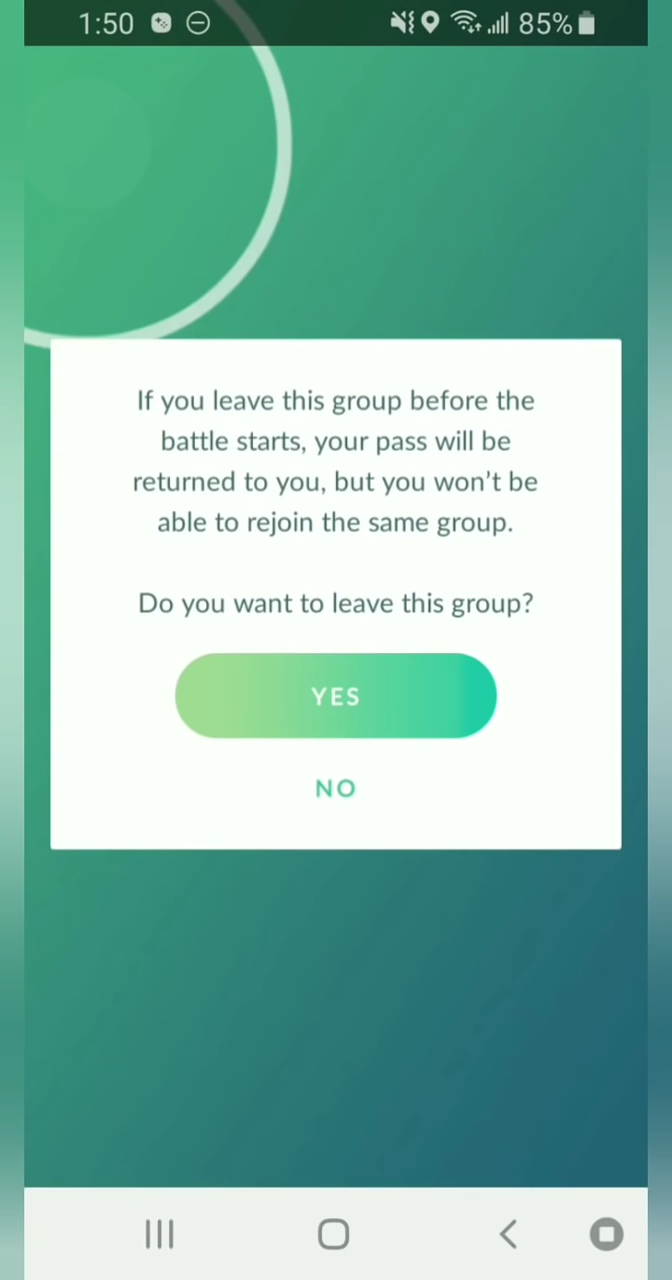 1:50 85%
If you leave this group before the
battle starts, your pass will be
returned to you, but you won't be
able to rejoin the same group.
Do you want to leave this group?
YES
NO